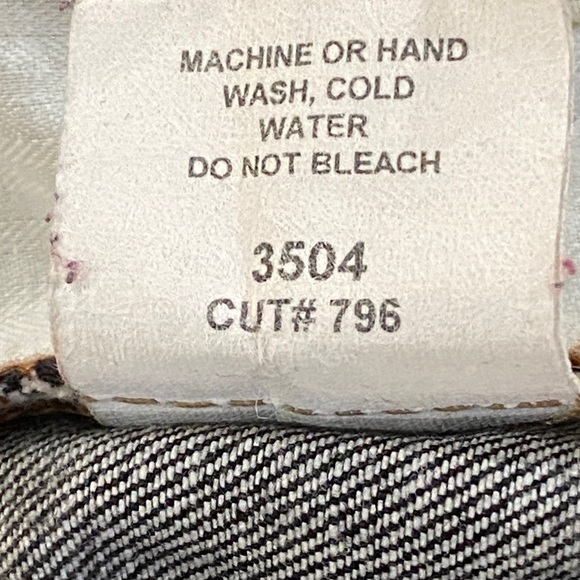 MACHINE OR HAND
WASH, COLD
WATER
DO NOT BLEACH
3504
CUT# 796